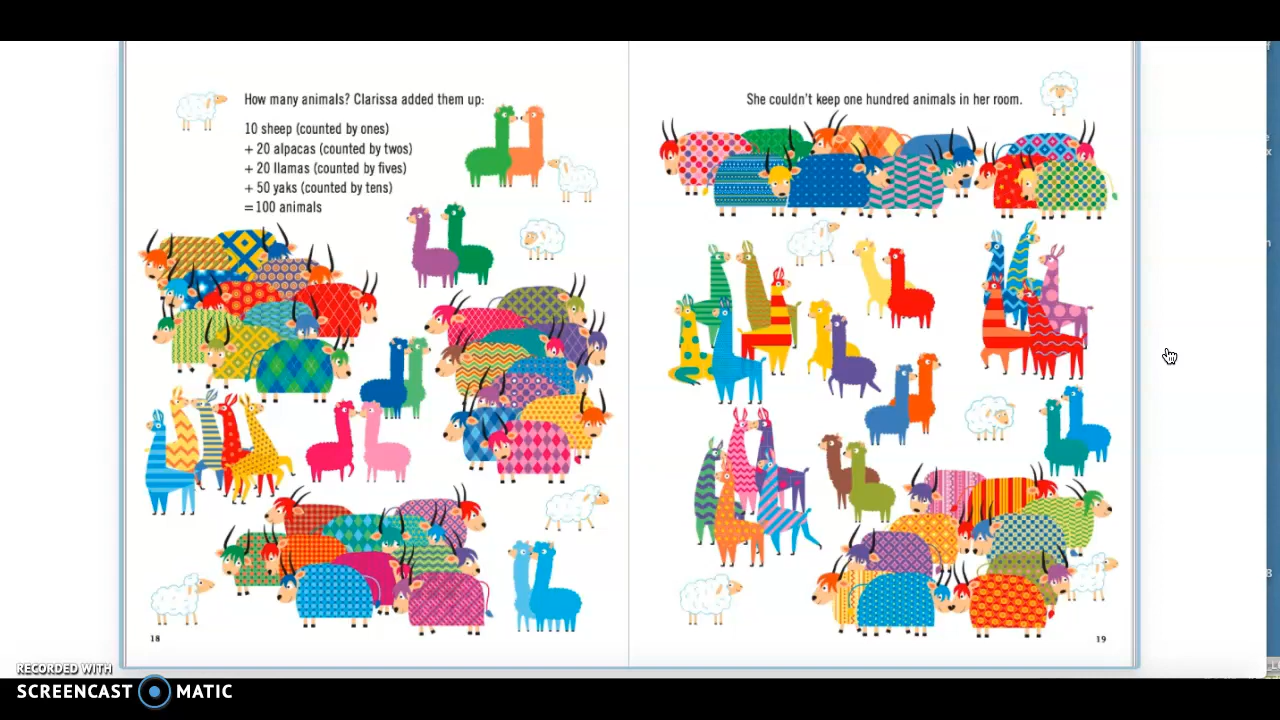 How many animals? Clarissa added them up:
10 sheep (counted by ones)
+ 20 alpacas (counted by twos)
+ 20 llamas (counted by fives)
+ 50 yaks (counted by tens)
= 100 animals
18
She couldn't keep one hundred animals in her room.
19
RECORDED WITH
SCREENCAST MATIC